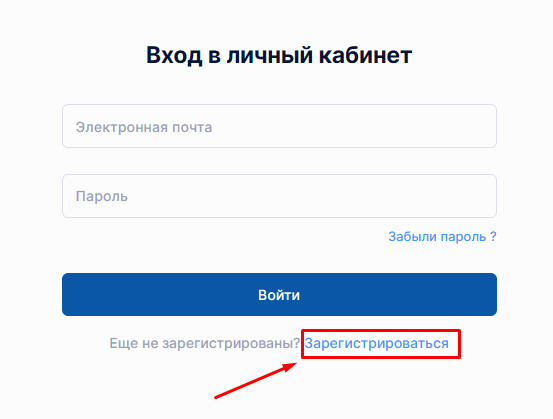 Вход в личный кабинет
Электронная почта
Пароль
Забыли пароль ?
Войти
Еще не зарегистрированы? Зарегистрироваться